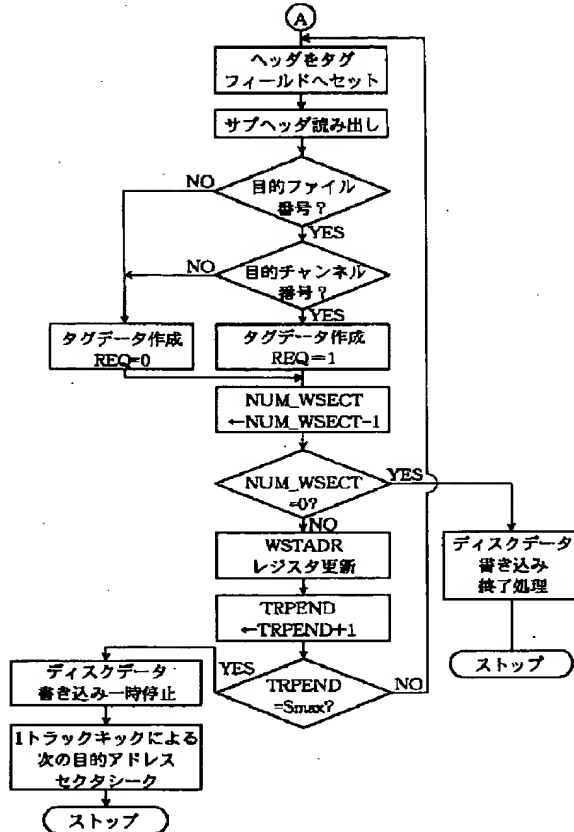 A
ヘッダをタグ
フィールドへセット
サブヘッダ読み出し
NO
目的ファイル
番号?
YES
NO
目的チャンネル
番号?
YES
タグデータ作成
REQ=0
タグデータ作成
REQ=1
NUM_WSECT
←NUM_WSECT-1
NUM_WSECT
=0?
YES
NO
WSTADR
レジスタ更新
ディスクデータ
書き込み
終了処理
TRPEND
←TRPEND+1
ストップ
YES
TRPEND
=Smax?
NO
ディスクデータ
書き込み一時停止
1トラックキックによる
次の目的アドレス
セクタシーク
ストップ